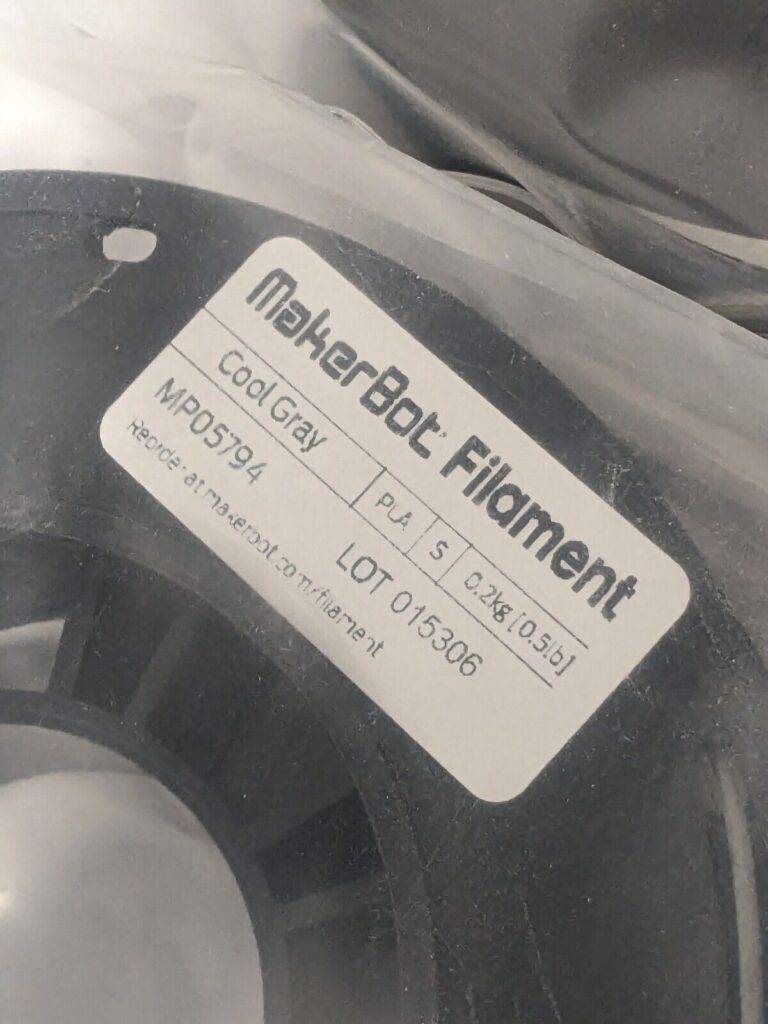 MakerBot® Filament
Cool Gray PLA S 0.2kg [0.5lb]
MP05794 LOT 015306
Reorder at makerbot.com/filament